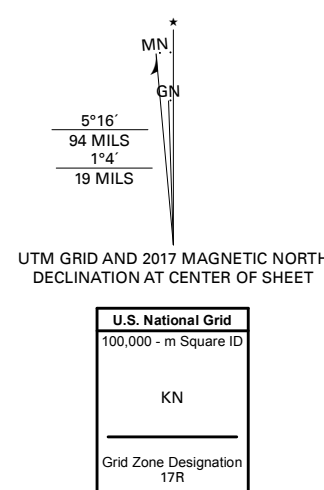 ★
MN
GN
5°16´
94 MILS
1°4´
19 MILS
UTM GRID AND 2017 MAGNETIC NORTH
DECLINATION AT CENTER OF SHEET
U.S. National Grid
100,000 - m Square ID
KN
Grid Zone Designation
17R